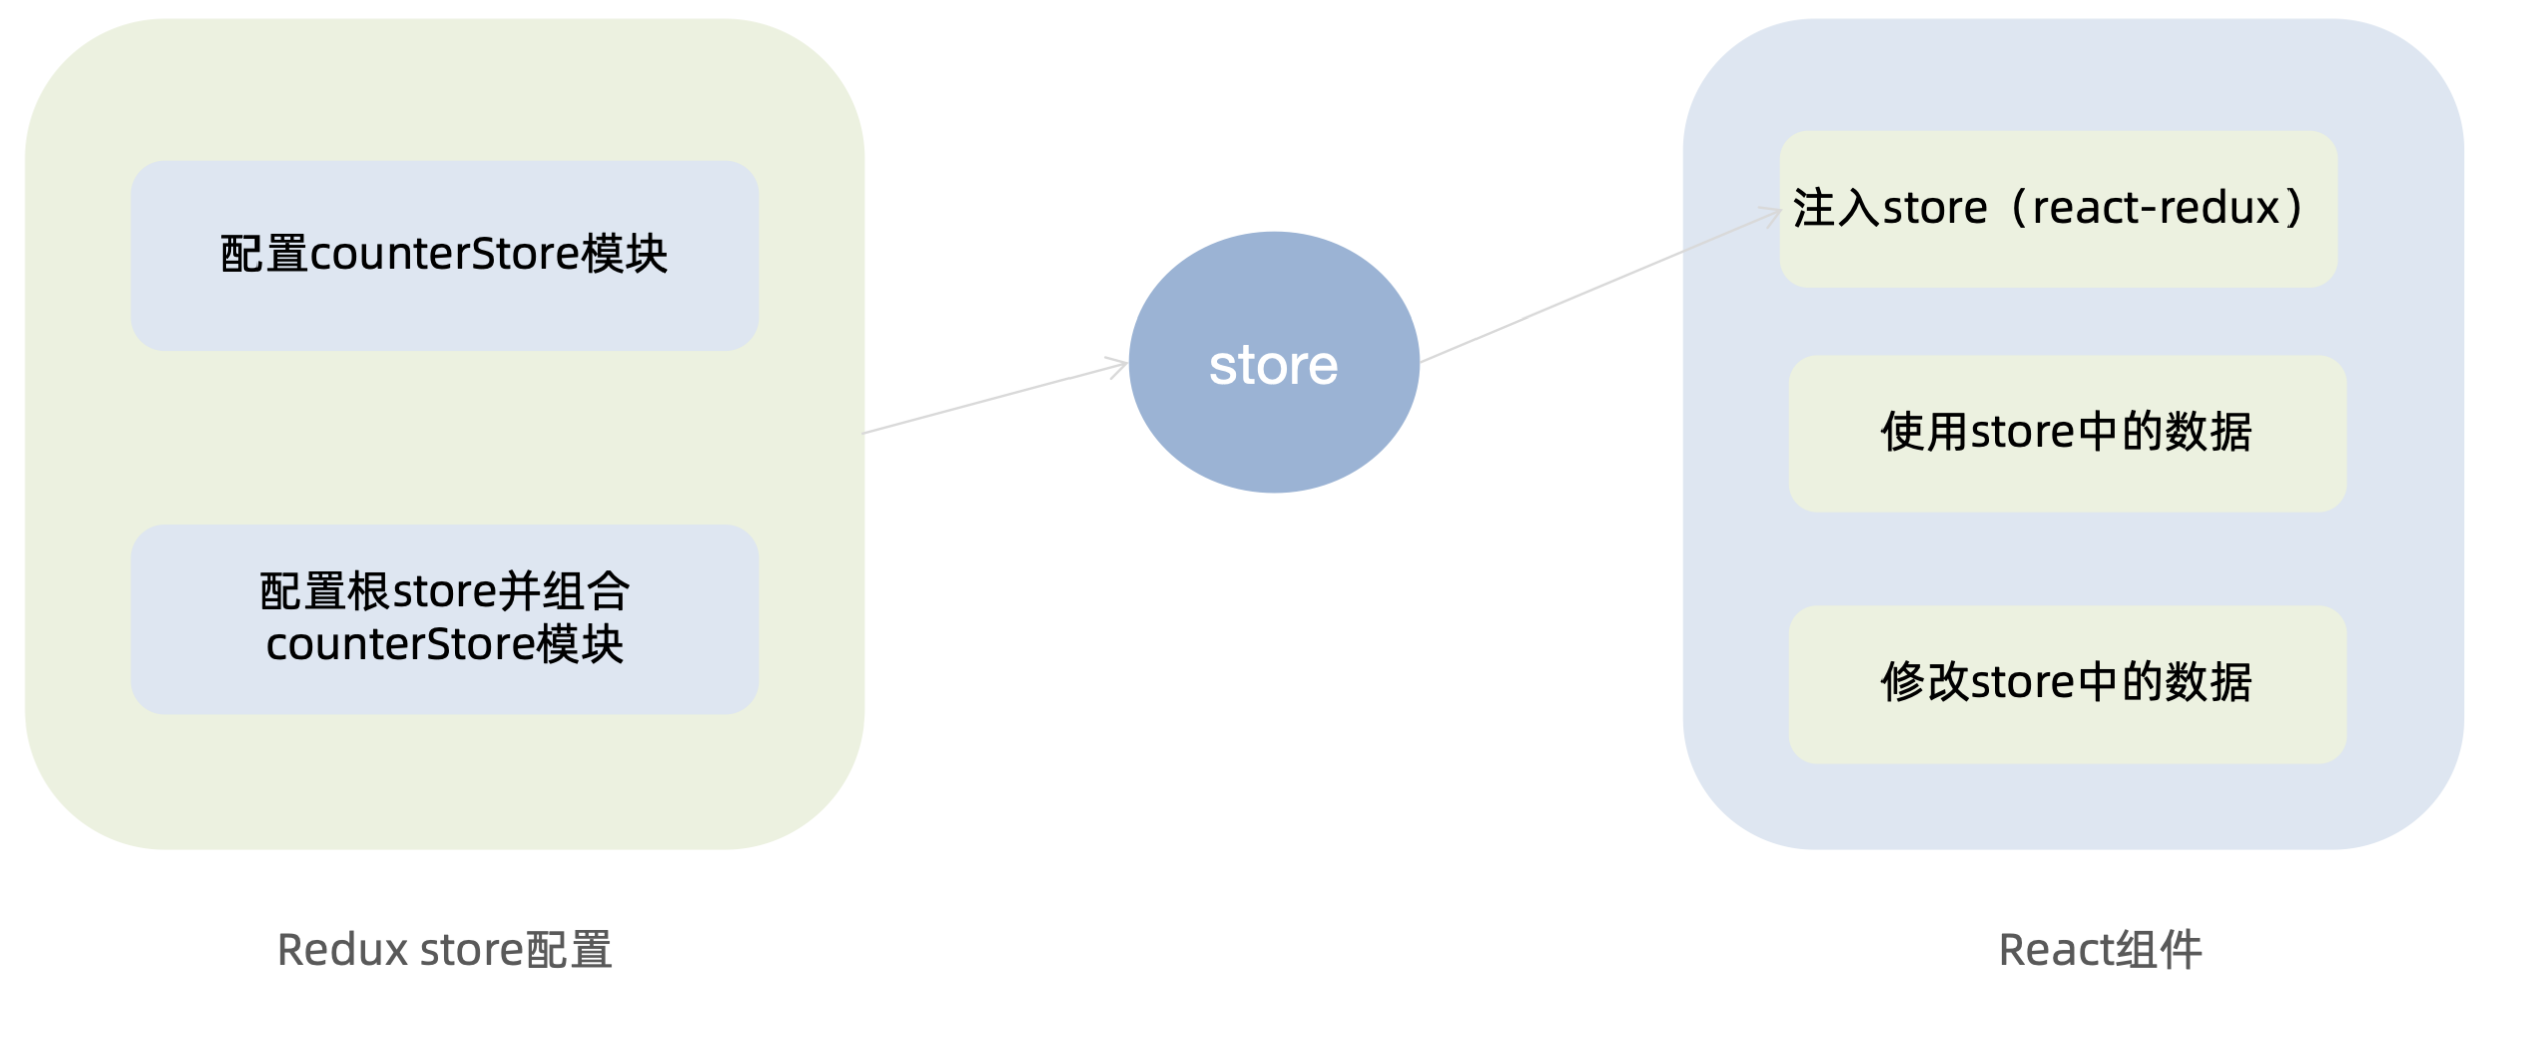 配置counterStore模块
配置根store并组合
counterStore模块
Redux store配置
store
注入store（react-redux）
使用store中的数据
修改store中的数据
React组件